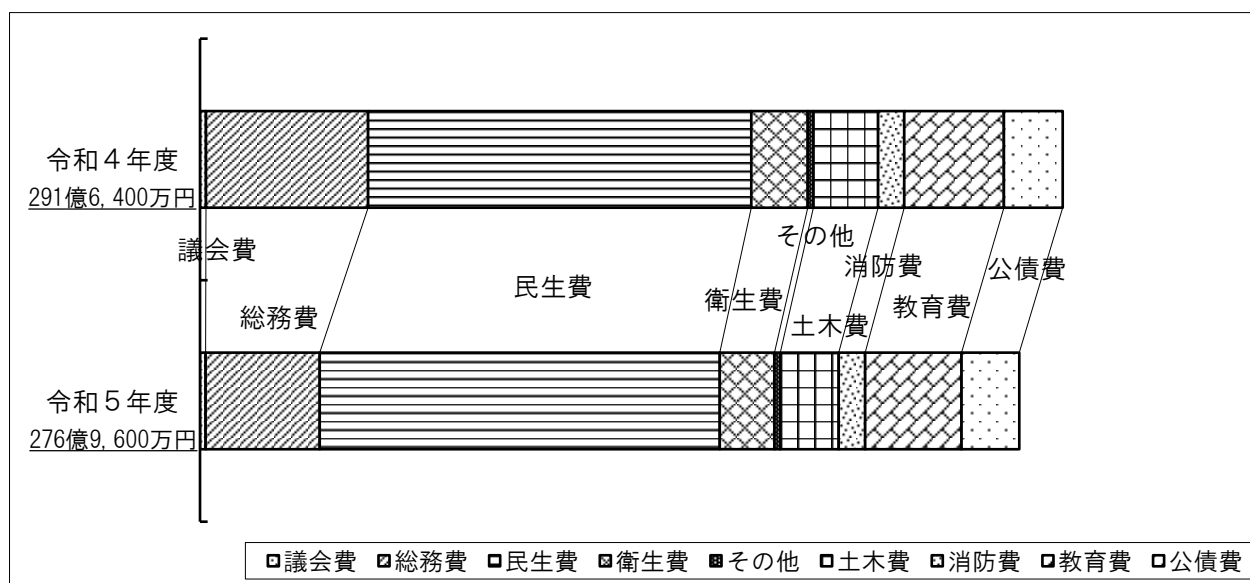 令和４年度
291億6,400万円
議会費
その他
消防費
公債費
民生費
衛生費
教育費
総務費
土木費
令和５年度
276億9,600万円
議会費 総務費 民生費 衛生費 その他 土木費 消防費 教育費 公債費